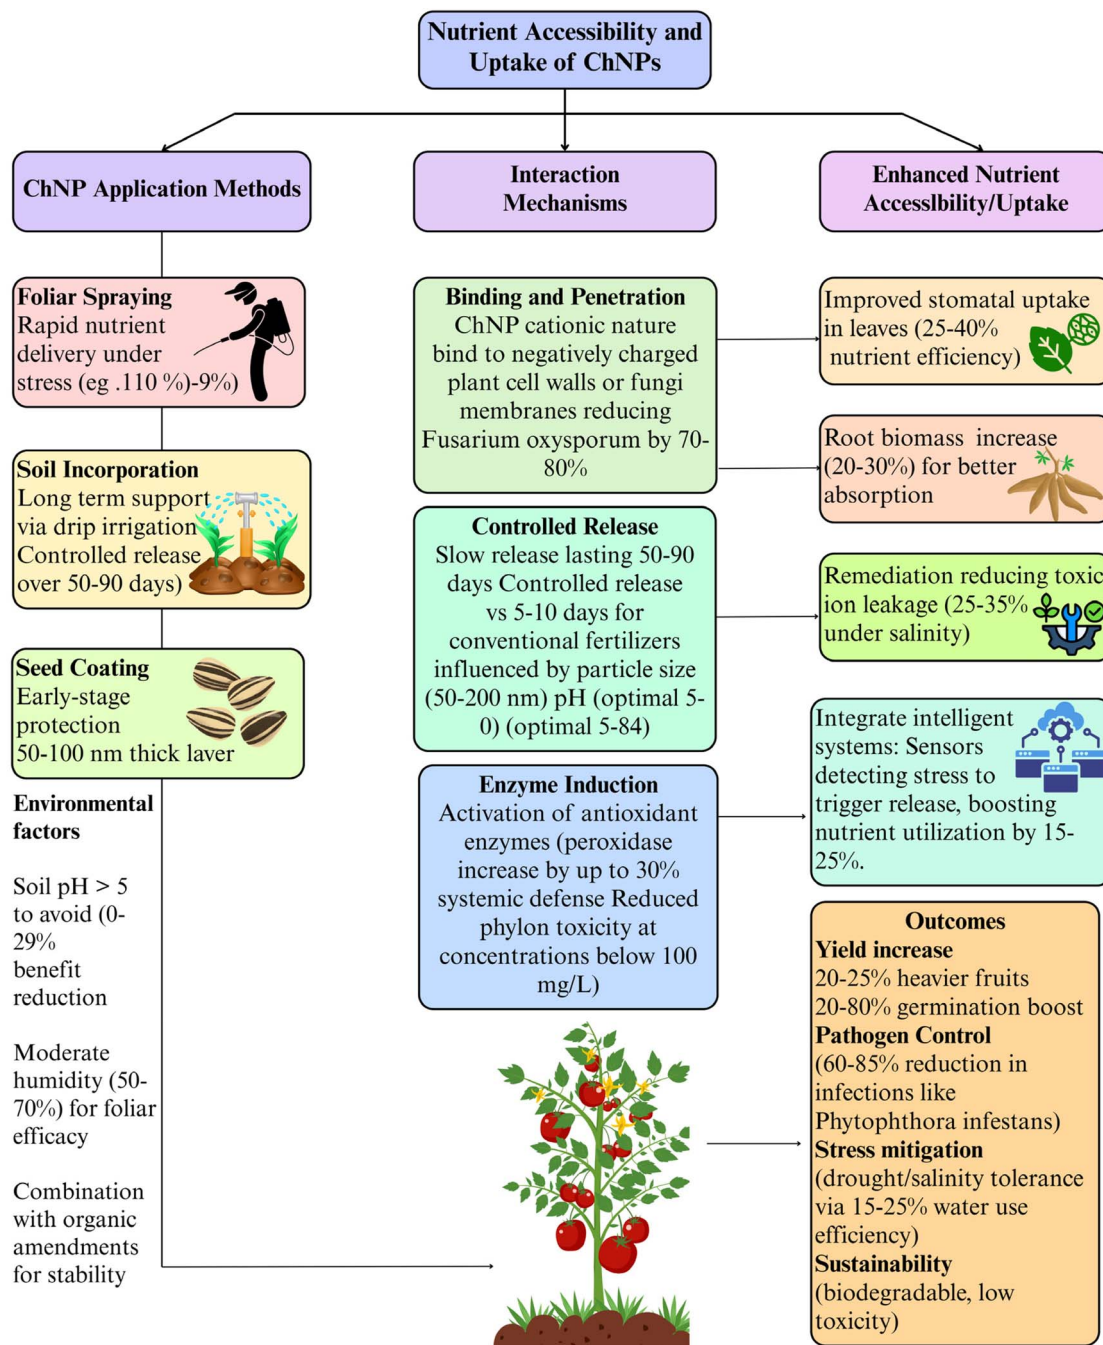 Nutrient Accessibility and
Uptake of ChNPs
ChNP Application Methods
Foliar Spraying
Rapid nutrient
delivery under
stress (eg .110 %)-9%)
Soil Incorporation
Long term support
via drip irrigation
Controlled release
over 50-90 days)
Seed Coating
Early-stage
protection
50-100 nm thick laver
Environmental
factors
Soil pH > 5
to avoid (0-
29%
benefit
reduction
Moderate
humidity (50-
70%) for foliar
efficacy
Combination
with organic
amendments
for stability
Interaction
Mechanisms
Binding and Penetration
ChNP cationic nature
bind to negatively charged
plant cell walls or fungi
membranes reducing
Fusarium oxysporum by 70-
80%
Controlled Release
Slow release lasting 50-90
days Controlled release
vs 5-10 days for
conventional fertilizers
influenced by particle size
(50-200 nm) pH (optimal 5-
0) (optimal 5-84)
Enzyme Induction
Activation of antioxidant
enzymes (peroxidase
increase by up to 30%
systemic defense Reduced
phylon toxicity at
concentrations below 100
mg/L)
Enhanced Nutrient
Accesslbility/Uptake
Improved stomatal uptake
in leaves (25-40%
nutrient efficiency)
Root biomass increase
(20-30%) for better
absorption
Remediation reducing toxic
ion leakage (25-35%
under salinity)
Integrate intelligent
systems: Sensors
detecting stress to
trigger release, boosting
nutrient utilization by 15-
25%.
Outcomes
Yield increase
20-25% heavier fruits
20-80% germination boost
Pathogen Control
(60-85% reduction in
infections like
Phytophthora infestans)
Stress mitigation
(drought/salinity tolerance
via 15-25% water use
efficiency)
Sustainability
(biodegradable, low
toxicity)